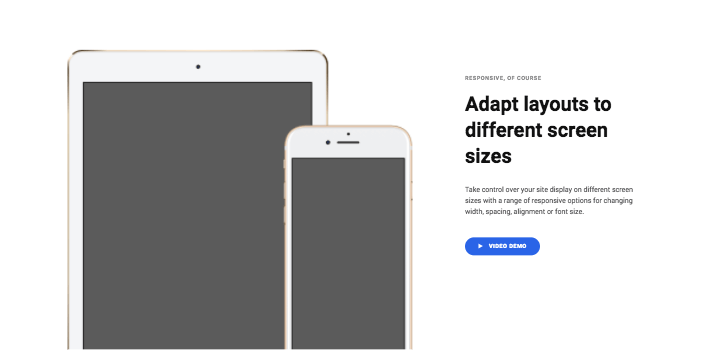 RESPONSIVE, OF COURSE
Adapt layouts to
different screen
sizes
Take control over your site display on different screen
sizes with a range of responsive options for changing
width, spacing, alignment or font size.
VIDEO DEMO